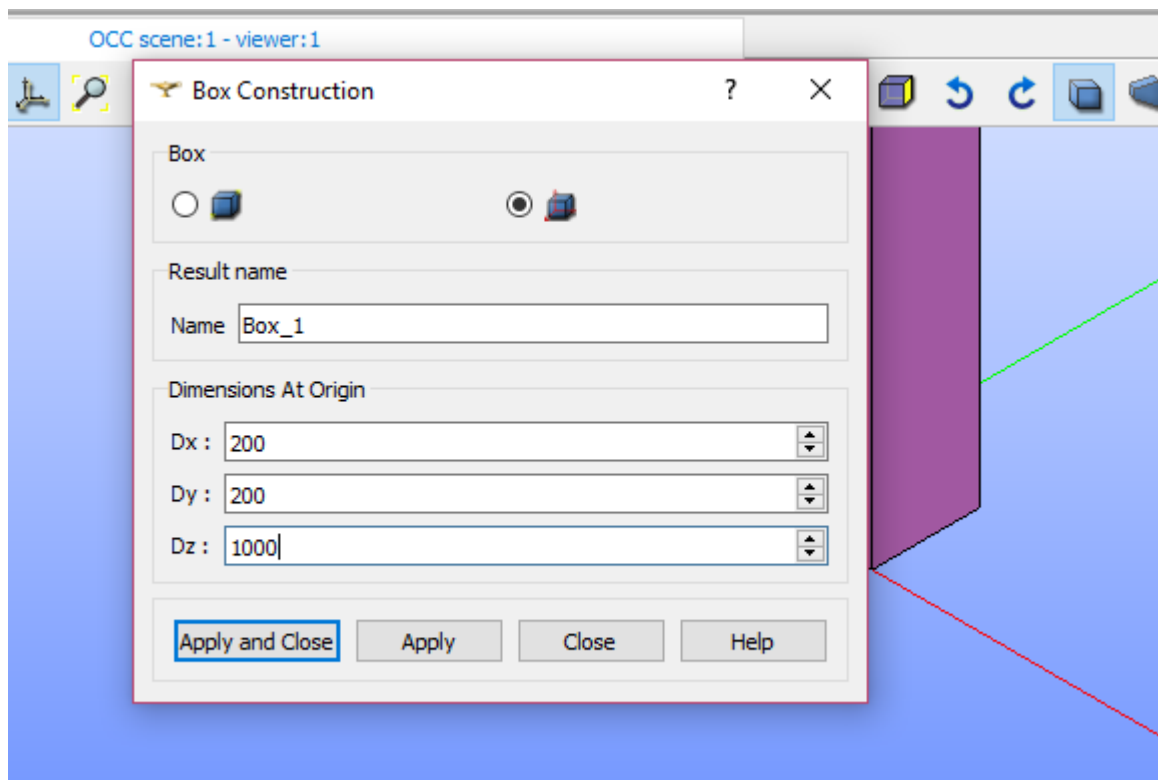 OCC scene:1 - viewer:1
Box Construction
?
Box
Result name
Name Box_1
Dimensions At Origin
Dx : 200
Dy : 200
Dz : 1000
Apply and Close Apply Close Help